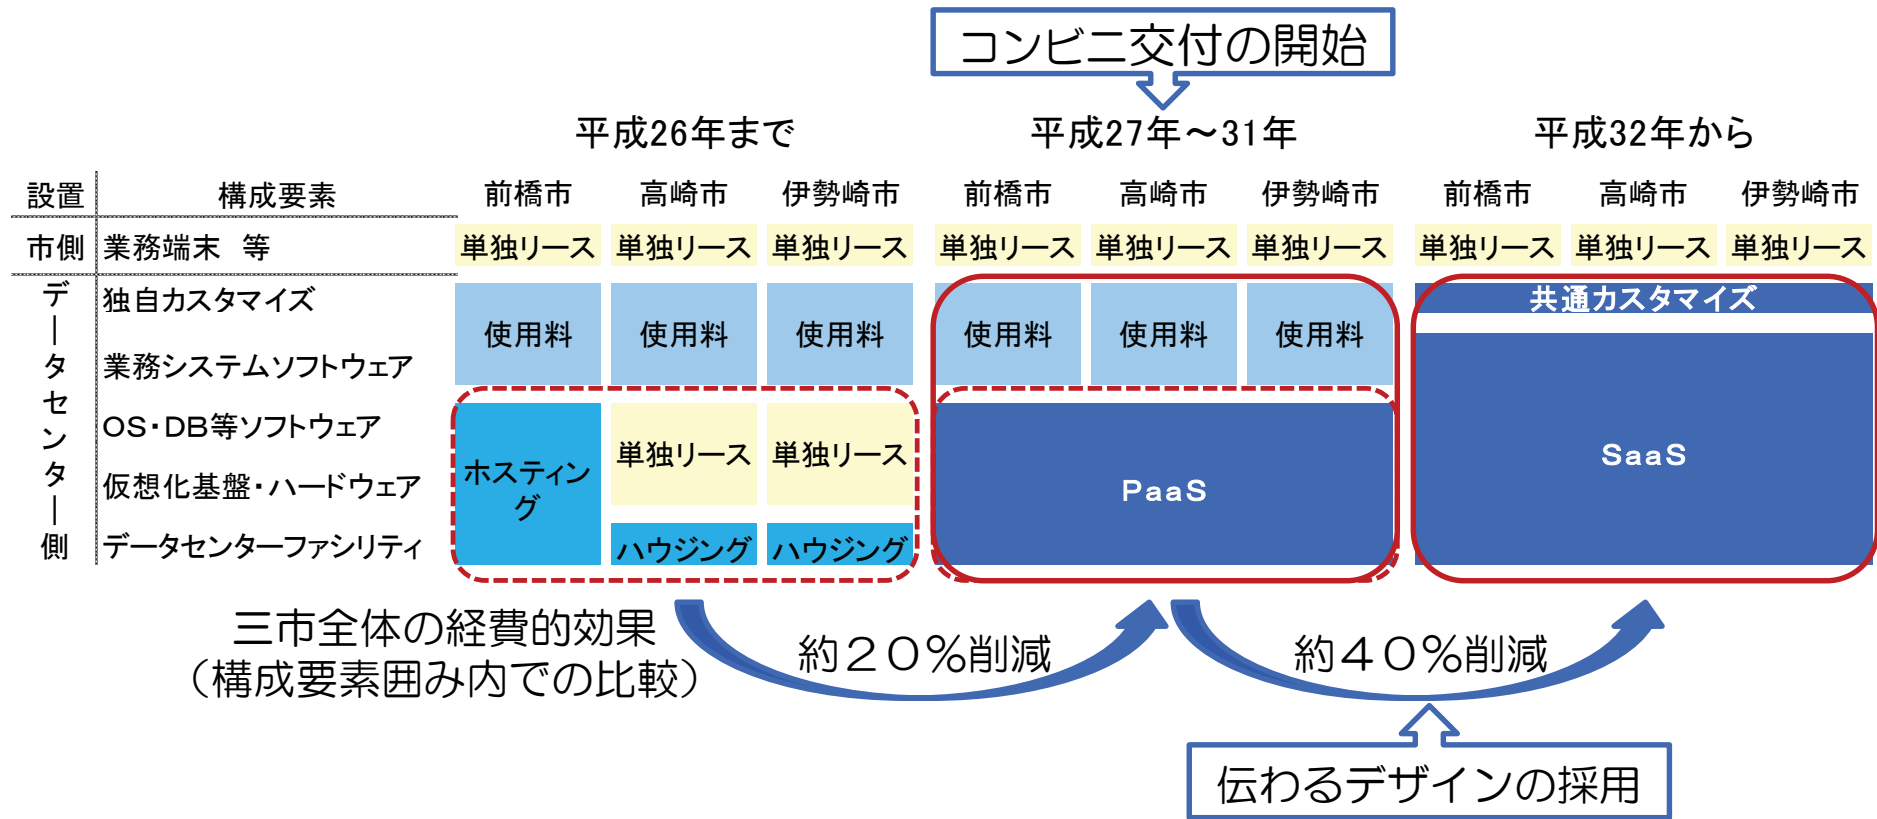 コンビニ交付の開始
平成26年まで 平成27年～31年 平成32年から
設置 構成要素 前橋市 高崎市 伊勢崎市 前橋市 高崎市 伊勢崎市 前橋市 高崎市 伊勢崎市
市側 業務端末 等 単独リース 単独リース 単独リース 単独リース 単独リース 単独リース 単独リース 単独リース 単独リース
データセンター側
独自カスタマイズ
業務システムソフトウェア
OS・DB等ソフトウェア
仮想化基盤・ハードウェア
データセンターファシリティ
使用料 使用料 使用料 使用料 使用料 使用料
共通カスタマイズ
ホスティン
グ
単独リース 単独リース
ハウジング ハウジング
PaaS
SaaS
三市全体の経費的効果
（構成要素囲み内での比較）
約２０％削減 約４０％削減
伝わるデザインの採用